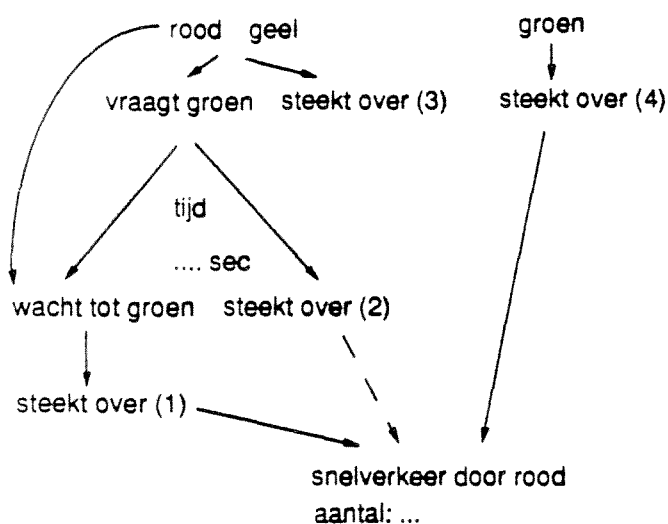 rood geel groen
vraagt groen steekt over (3) steekt over (4)
tijd
.... sec
wacht tot groen steekt over (2)
steekt over (1)
snelverkeer door rood
aantal: ...